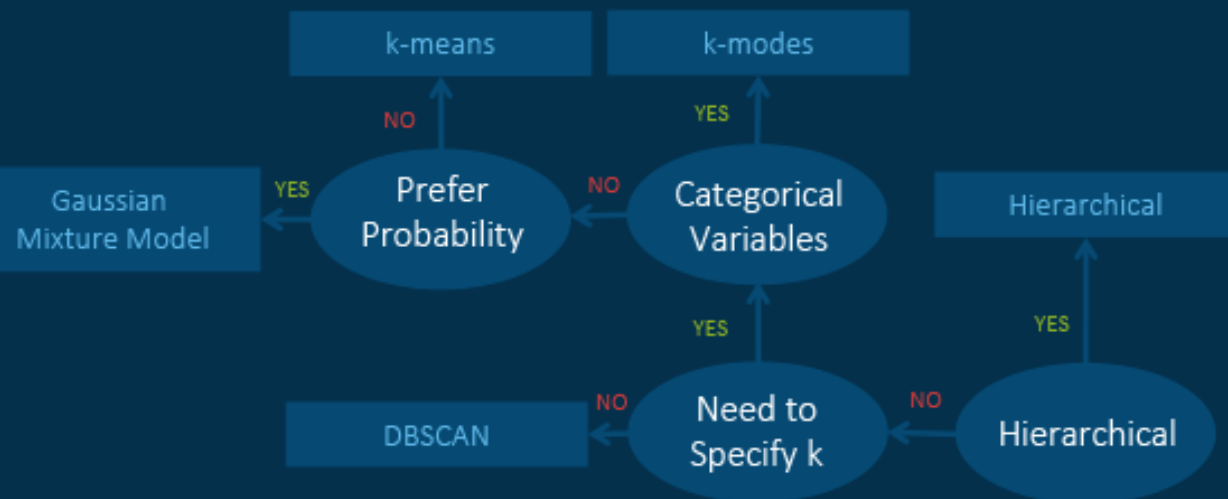 k-means
k-modes
NO
YES
Gaussian
Mixture Model
YES
Prefer
Probability
NO
Categorical
Variables
Hierarchical
YES
YES
DBSCAN
NO
Need to
Specify k
NO
Hierarchical